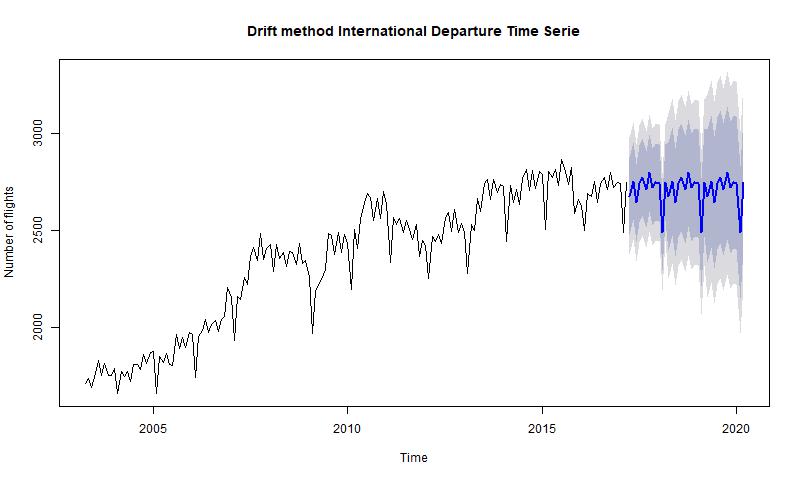 Drift method International Departure Time Serie
Number of flights
3000
2500
2000
2005 2010 2015 2020
Time